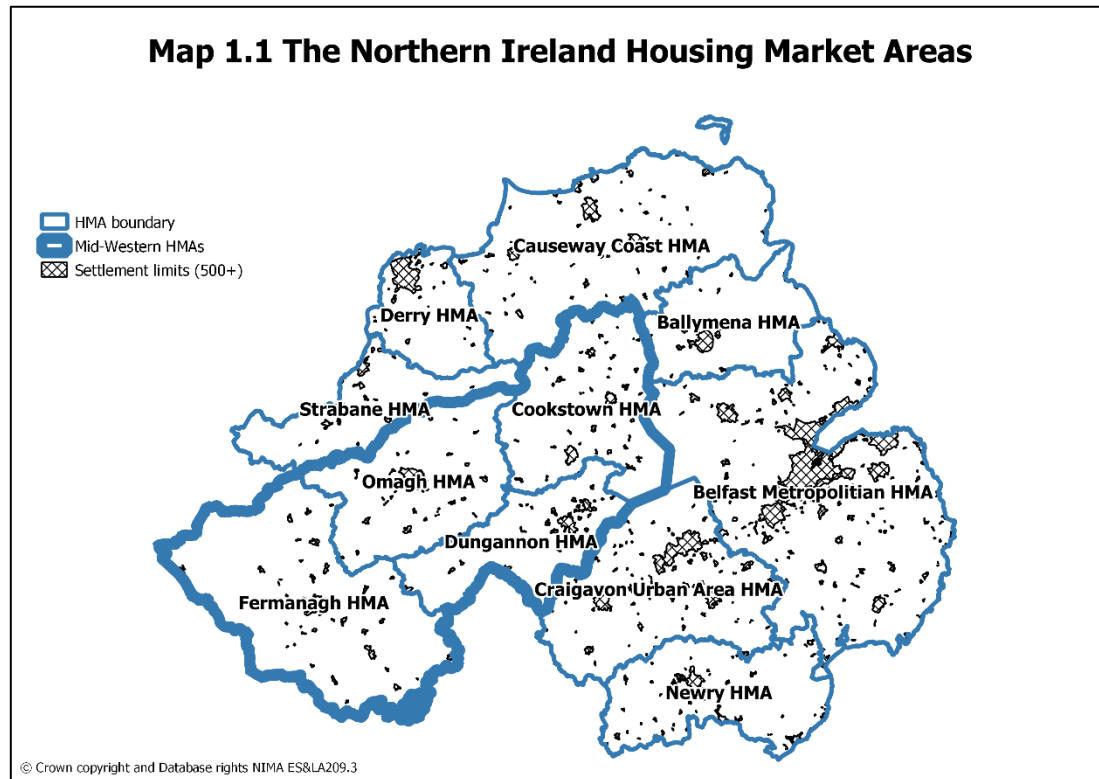 Map 1.1 The Northern Ireland Housing Market Areas
HMA boundary
Mid-Western HMAs
Settlement limits (500+)
Causeway Coast HMA
Derry HMA
Ballymena HMA
Strabane HMA
Cookstown HMA
Omagh HMA
Belfast Metropolitian HMA
Dungannon HMA
Craigavon Urban Area HMA
Fermanagh HMA
Newry HMA
© Crown copyright and Database rights NIMA ES&LA209.3